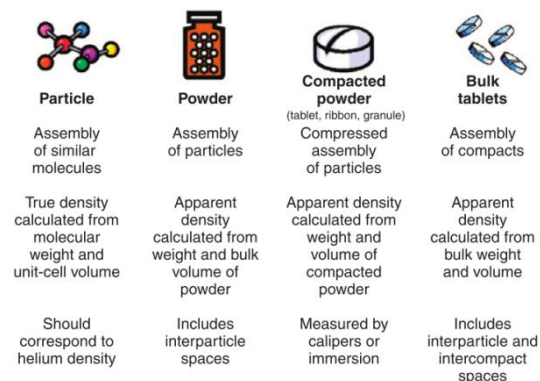 Particle
Assembly
of similar
molecules
True density
calculated from
molecular
weight and
unit-cell volume
Should
correspond to
helium density
Powder
Assembly
of particles
Apparent
density
calculated from
weight and bulk
volume of
powder
Includes
interparticle
spaces
Compacted
powder
(tablet, ribbon, granule)
Compressed
assembly
of particles
Apparent density
calculated from
weight and
volume of
compacted
powder
Measured by
calipers or
immersion
Bulk
tablets
Assembly
of compacts
Apparent
density
calculated from
bulk weight
and volume
Includes
interparticle and
intercompact
spaces